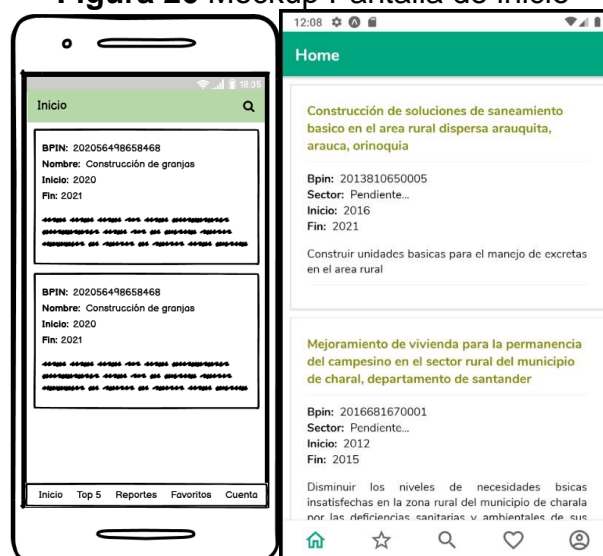 Figura 26 Mockup Pantalla de inicio
18:35
Inicio
BPIN: 202056498658468
Nombre: Construcción de granjas
Inicio: 2020
Fin: 2021
BPIN: 202056498658468
Nombre: Construcción de granjas
Inicio: 2020
Fin: 2021
Inicio Top 5 Reportes Favoritos Cuenta
12:08
Home
Construcción de soluciones de saneamiento
basico en el area rural dispersa arauquita,
arauca, orinoquia
Bpin: 2013810650005
Sector: Pendiente...
Inicio: 2016
Fin: 2021
Construir unidades basicas para el manejo de excretas
en el area rural
Mejoramiento de vivienda para la permanencia
del campesino en el sector rural del municipio
de charal, departamento de santander
Bpin: 2016681670001
Sector: Pendiente...
Inicio: 2012
Fin: 2015
Disminuir los niveles de necesidades bsicas
insatisfechas en la zona rural del municipio de charala
por las deficiencias sanitarias y ambientales de sus